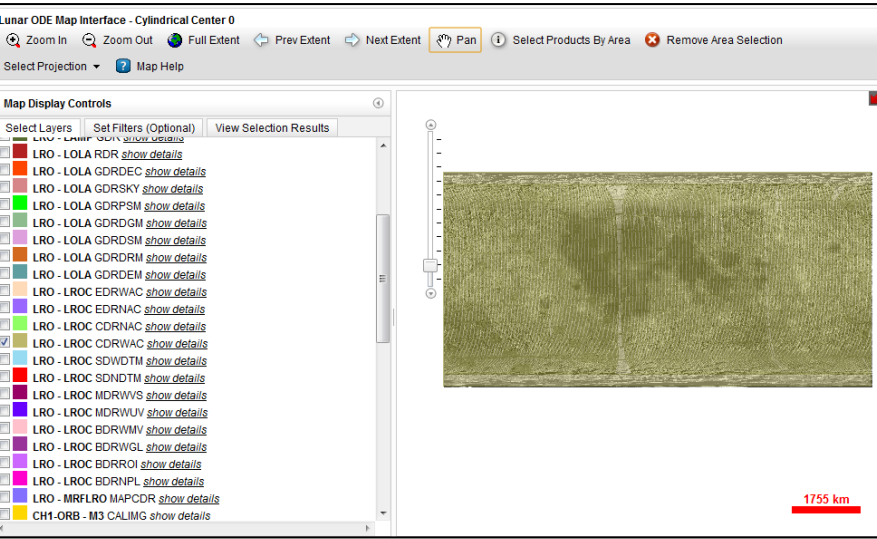 Lunar ODE Map Interface - Cylindrical Center 0
Zoom In Zoom Out Full Extent Prev Extent Next Extent Pan Select Products By Area Remove Area Selection
Select Projection Map Help
Map Display Controls
Select Layers Set Filters (Optional) View Selection Results
LRO - LAMP GDR show details
LRO - LOLA RDR show details
LRO - LOLA GDRDEC show details
LRO - LOLA GDRSKY show details
LRO - LOLA GDRPSM show details
LRO - LOLA GDRDGM show details
LRO - LOLA GDRDSM show details
LRO - LOLA GDRDRM show details
LRO - LOLA GDRDEM show details
LRO - LROC EDRWAC show details
LRO - LROC EDRNAC show details
LRO - LROC CDRNAC show details
LRO - LROC CDRWAC show details
LRO - LROC SDWDTM show details
LRO - LROC SDNDTM show details
LRO - LROC MDRWVS show details
LRO - LROC MDRWUV show details
LRO - LROC BDRWMV show details
LRO - LROC BDRWGL show details
LRO - LROC BDRROI show details
LRO - LROC BDRNPL show details
LRO - MRFLRO MAPCDR show details
CH1-ORB - M3 CALIMG show details
1755 km